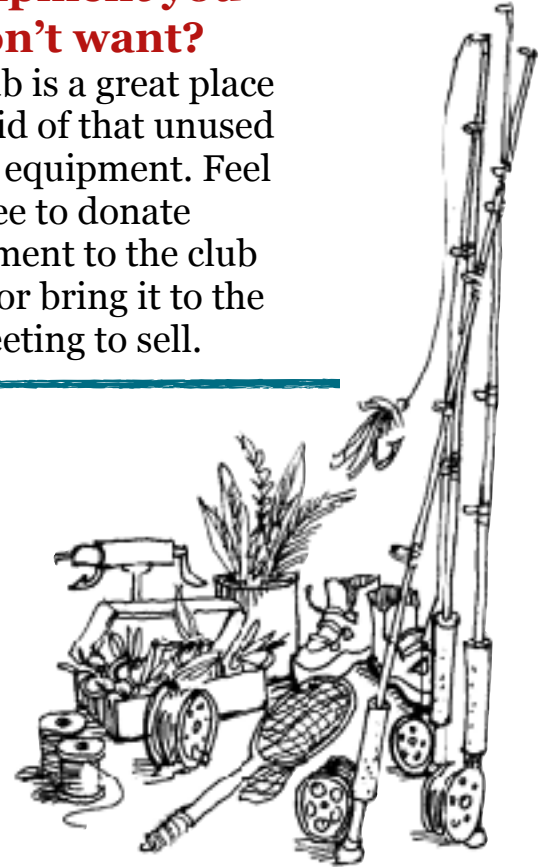 on’t want?
ub is a great place
id of that unused
equipment. Feel
ee to donate
ment to the club
or bring it to the
eeting to sell.